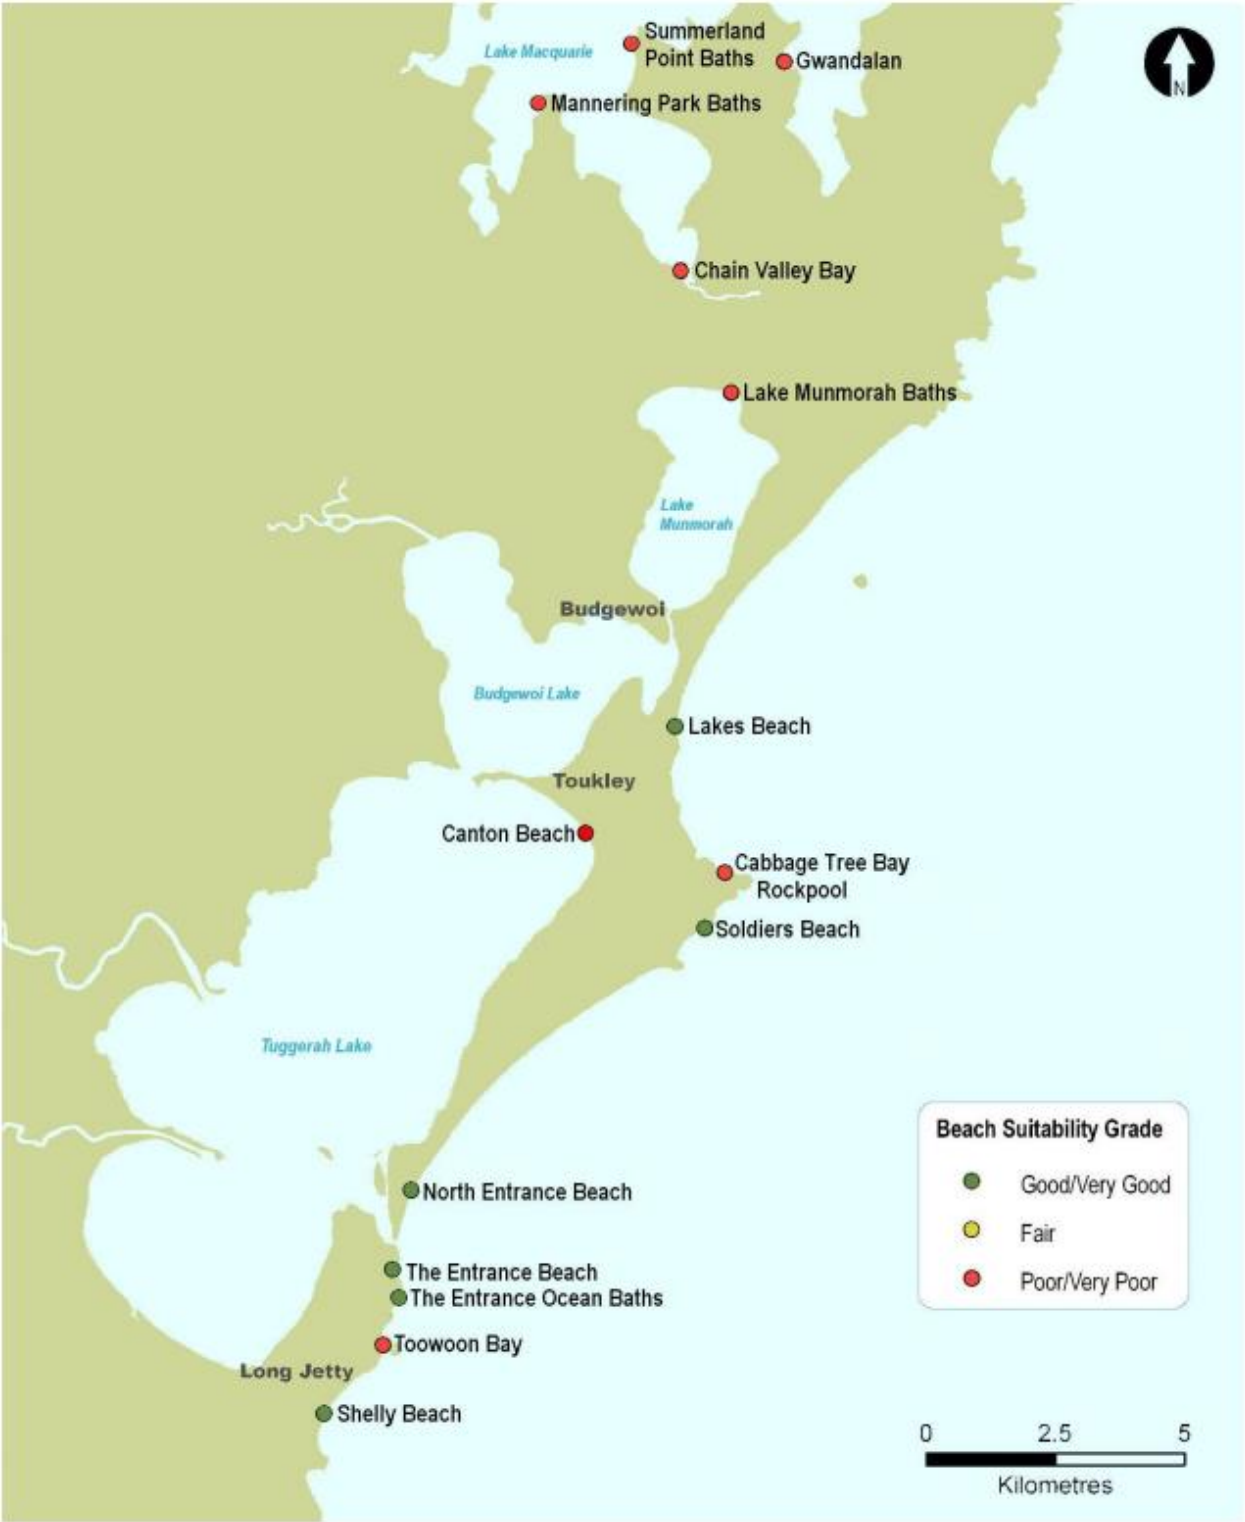 Summerland
Point Baths
Lake Macquarie
Gwandalan
N
Mannering Park Baths
Chain Valley Bay
Lake Munmorah Baths
Lake
Munmorah
Budgewoi
Budgewoi Lake
Lakes Beach
Toukley
Canton Beach
Cabbage Tree Bay
Rockpool
Soldiers Beach
Tuggerah Lake
Beach Suitability Grade
Good/Very Good
Fair
Poor/Very Poor
North Entrance Beach
The Entrance Beach
The Entrance Ocean Baths
Toowoon Bay
Long Jetty
Shelly Beach
0 2.5 5
Kilometres